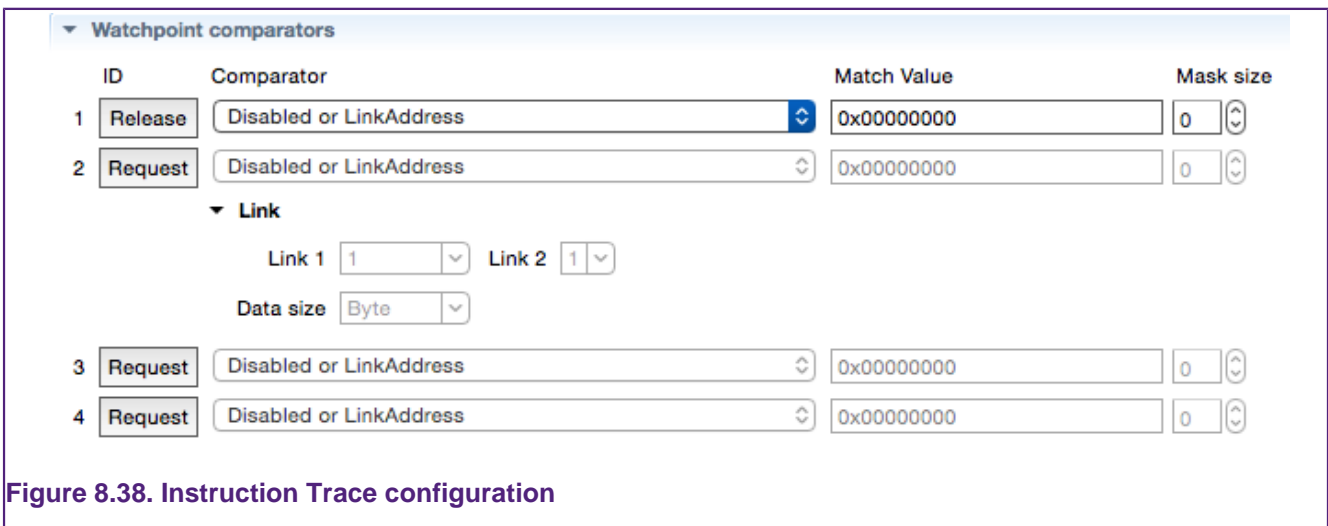 Watchpoint comparators
ID Comparator Match Value Mask size
1 Release Disabled or LinkAddress 0x00000000 0
2 Request Disabled or LinkAddress 0x00000000 0
Link
Link 1 1 Link 2 1
Data size Byte
3 Request Disabled or LinkAddress 0x00000000 0
4 Request Disabled or LinkAddress 0x00000000 0
Figure 8.38. Instruction Trace configuration